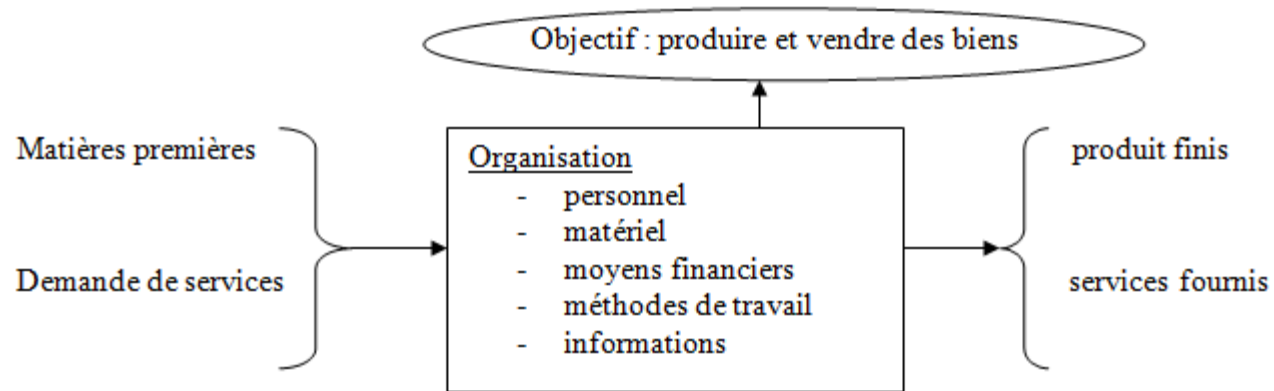 Objectif : produire et vendre des biens
Matières premières
Demande de services
Organisation
- personnel
- matériel
- moyens financiers
- méthodes de travail
- informations
produit finis
services fournis